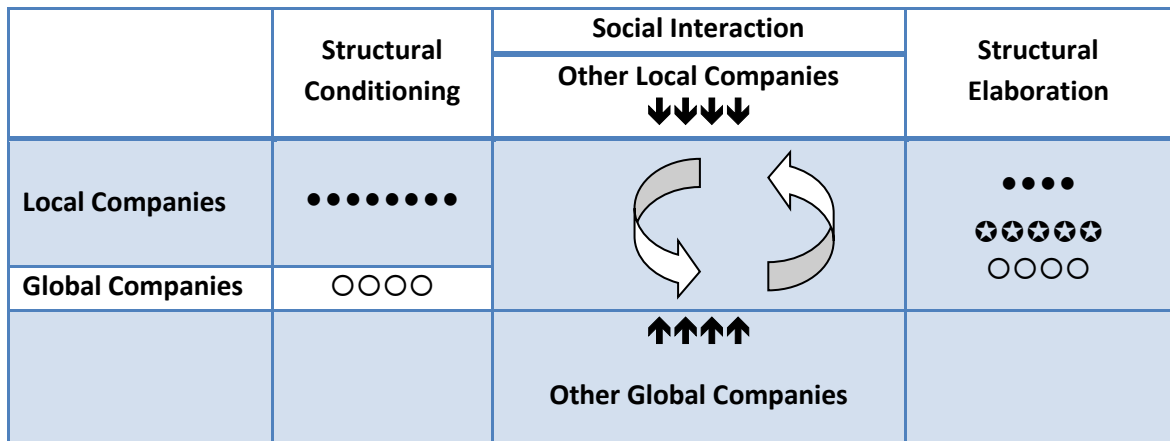 Structural
Conditioning
Social Interaction
Other Local Companies
🡻🡻🡻🡻
Structural
Elaboration
Local Companies
●●●●●●●●
●●●●
✪✪✪✪✪
Global Companies
○○○○
○○○○
🡹🡹🡹🡹
Other Global Companies